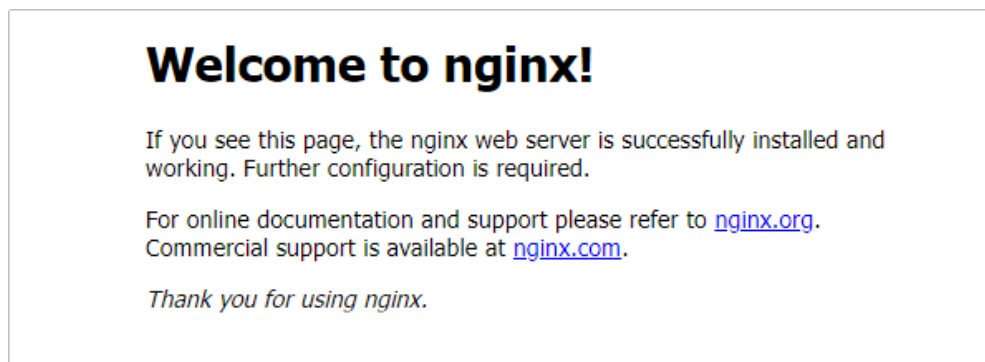 Welcome to nginx!
If you see this page, the nginx web server is successfully installed and
working. Further configuration is required.
For online documentation and support please refer to nginx.org.
Commercial support is available at nginx.com.
Thank you for using nginx.